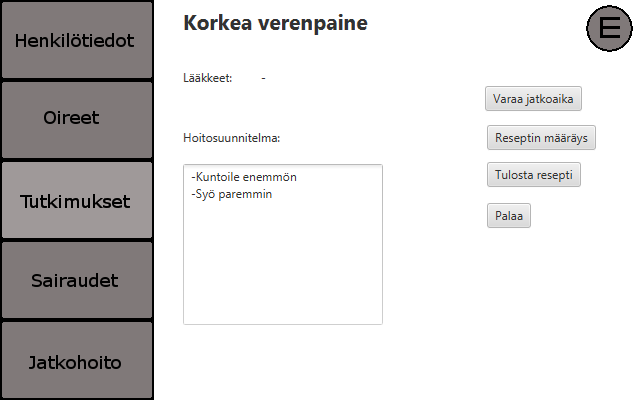 Henkilötiedot
Oireet
Tutkimukset
Sairaudet
Jatkohoito
Korkea verenpaine
E
Lääkkeet: -
Varaa jatkoaika
Hoitosuunnitelma:
Reseptin määräys
-Kuntoile enemmön
-Syö paremmin
Tulosta resepti
Palaa